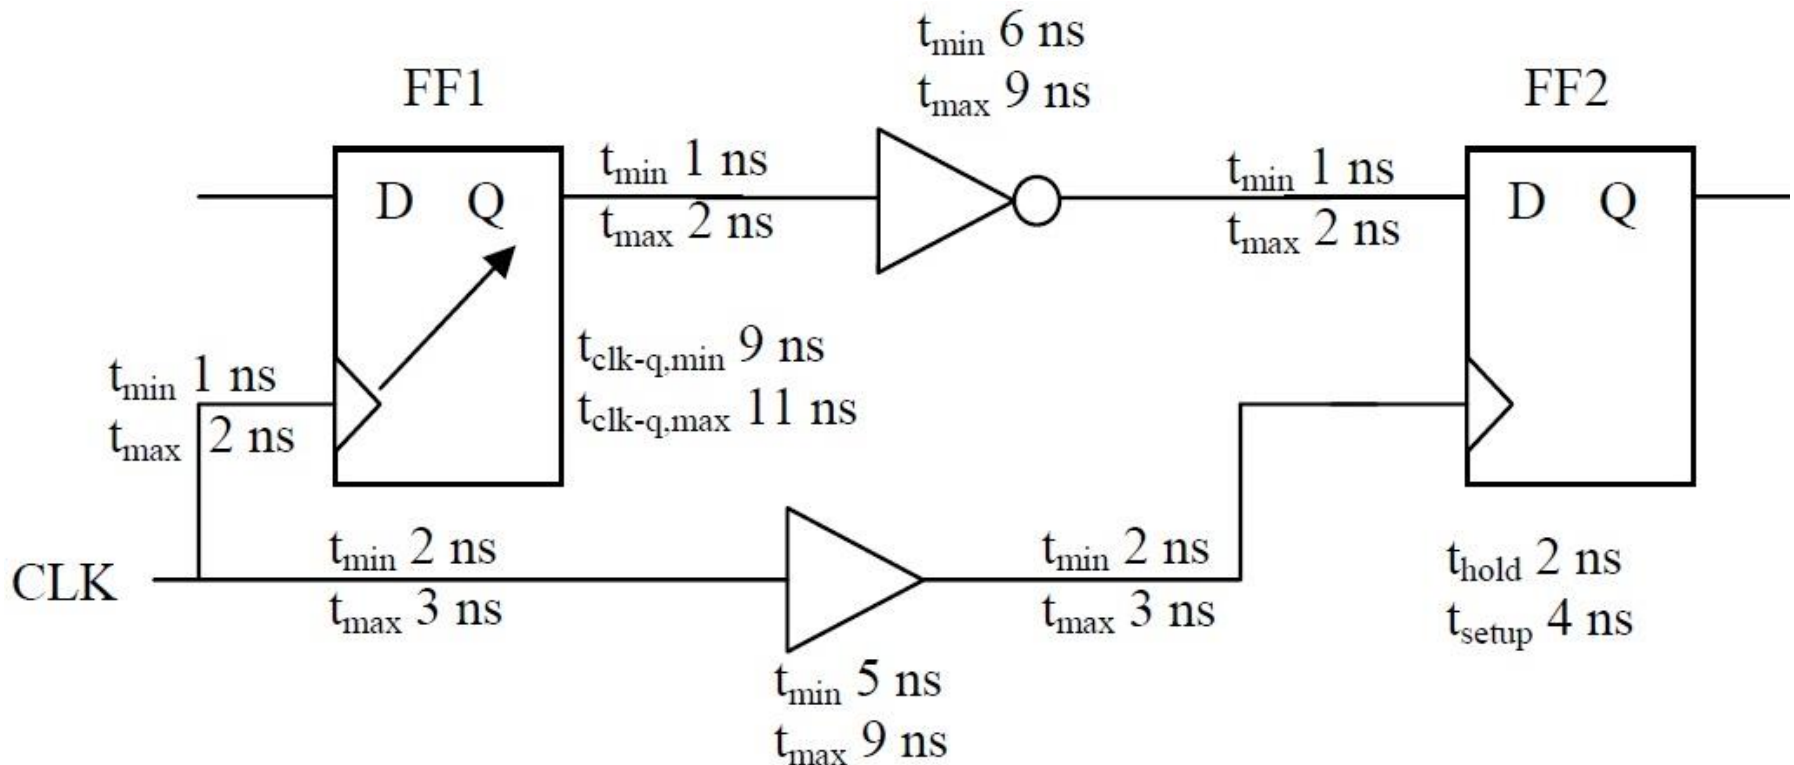 t_min 6 ns
t_max 9 ns
FF1
FF2
t_min 1 ns
t_max 2 ns
t_min 1 ns
t_max 2 ns
D Q
D Q
t_clk-q,min 9 ns
t_clk-q,max 11 ns
t_min 1 ns
t_max 2 ns
CLK
t_min 2 ns
t_max 3 ns
t_min 2 ns
t_max 3 ns
t_hold 2 ns
t_setup 4 ns
t_min 5 ns
t_max 9 ns